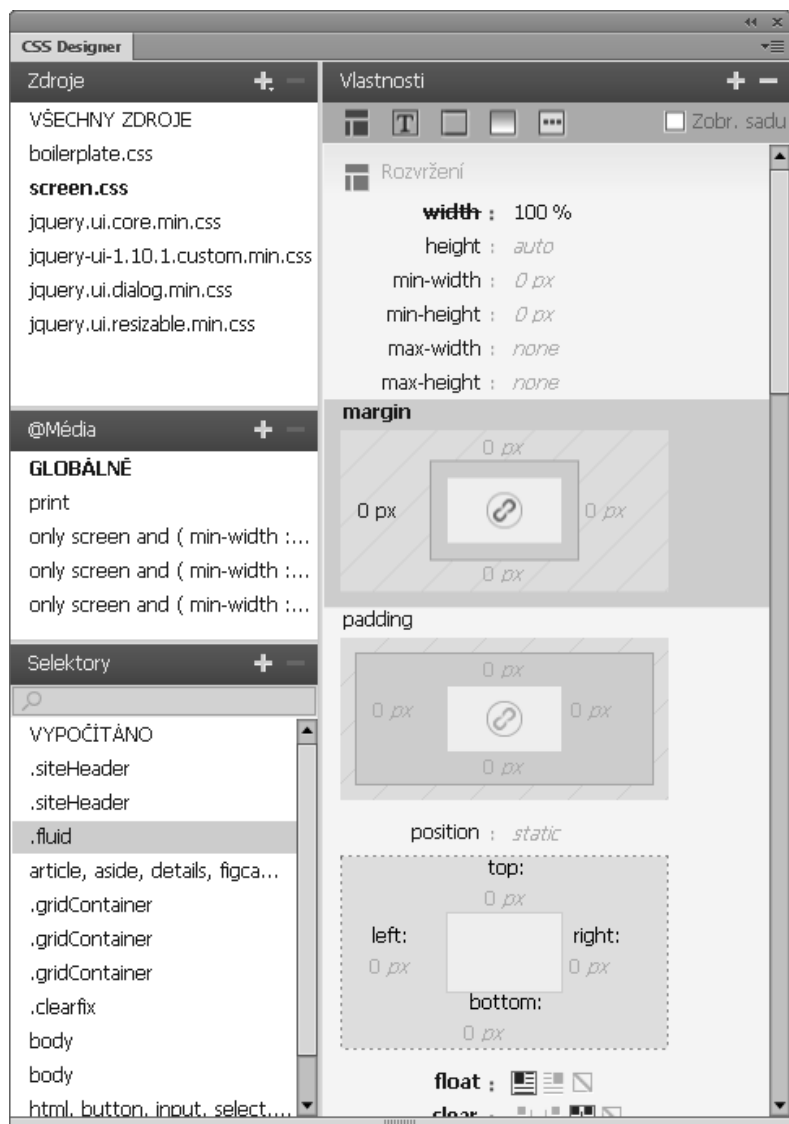 CSS Designer
Zdroje
VŠECHNY ZDROJE
boilerplate.css
screen.css
jquery.ui.core.min.css
jquery-ui-1.10.1.custom.min.css
jquery.ui.dialog.min.css
jquery.ui.resizable.min.css
@Média
GLOBÁLNĚ
print
only screen and ( min-width :...
only screen and ( min-width :...
only screen and ( min-width :...
Selektory
VYPOČÍTÁNO
.siteHeader
.siteHeader
.fluid
article, aside, details, figca...
.gridContainer
.gridContainer
.gridContainer
.clearfix
body
body
html, button, input, select,...
Vlastnosti
T
Zobr. sadu
Rozvržení
width : 100 %
height : auto
min-width : 0 px
min-height : 0 px
max-width : none
max-height : none
margin
0 px
0 px 0 px
0 px
padding
0 px
0 px 0 px
0 px
position : static
top:
0 px
left: right:
0 px 0 px
bottom:
0 px
float :
clear :